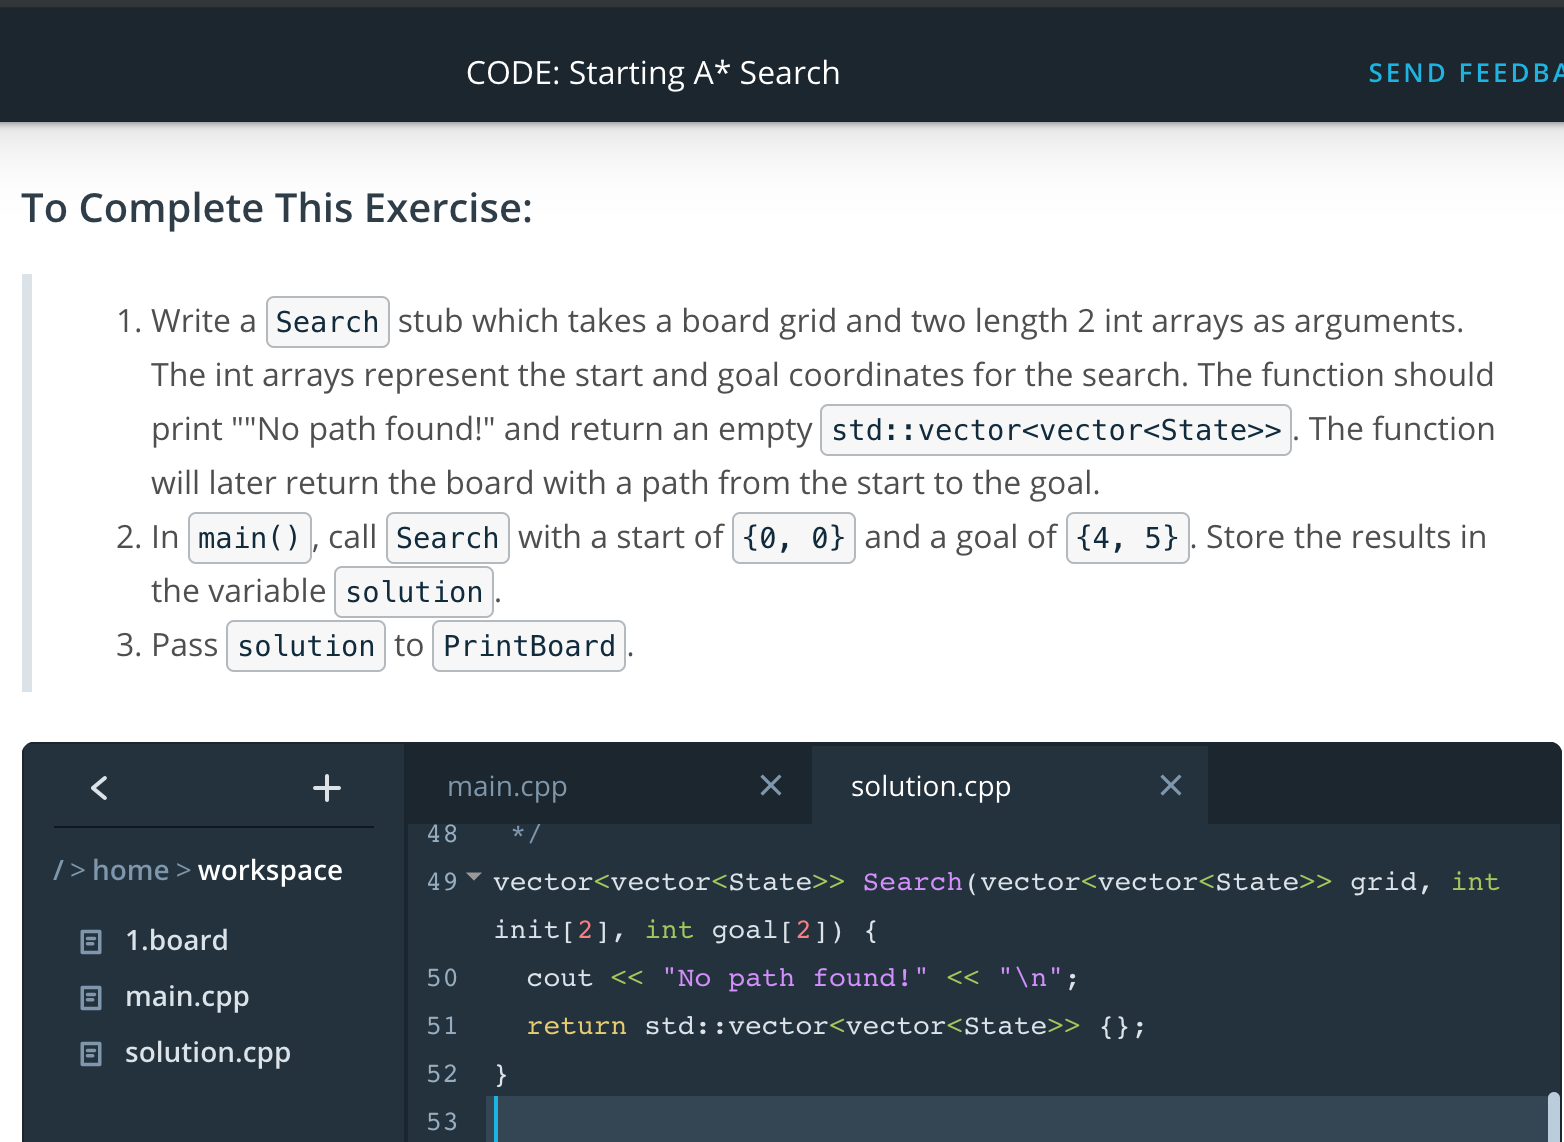 CODE: Starting A* Search
SEND FEEDBA
To Complete This Exercise:
1. Write a Search stub which takes a board grid and two length 2 int arrays as arguments.
The int arrays represent the start and goal coordinates for the search. The function should
print ""No path found!" and return an empty std::vector<vector<State>>. The function
will later return the board with a path from the start to the goal.
2. In main(), call Search with a start of {0, 0} and a goal of {4, 5}. Store the results in
the variable solution.
3. Pass solution to PrintBoard.
main.cpp
solution.cpp
/ > home > workspace
1.board
main.cpp
solution.cpp
48 */
49 vector<vector<State>> Search(vector<vector<State>> grid, int
init[2], int goal[2]) {
50 cout << "No path found!" << "\n";
51 return std::vector<vector<State>> {};
52 }
53